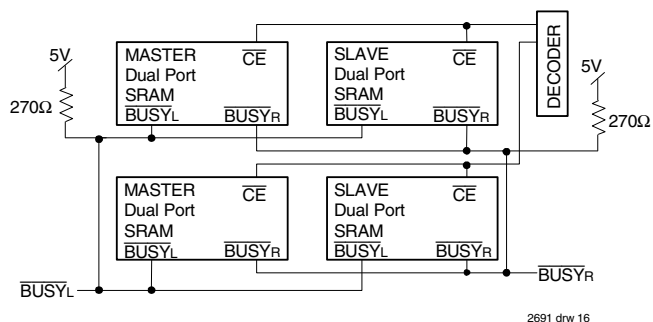 MASTER
Dual Port
SRAM
CE
BUSYL
BUSYR
SLAVE
Dual Port
SRAM
CE
BUSYL
BUSYR
DECODER
5V
270Ω
5V
270Ω
MASTER
Dual Port
SRAM
CE
BUSYL
BUSYR
SLAVE
Dual Port
SRAM
CE
BUSYL
BUSYR
BUSYL
BUSYR
2691 drw 16